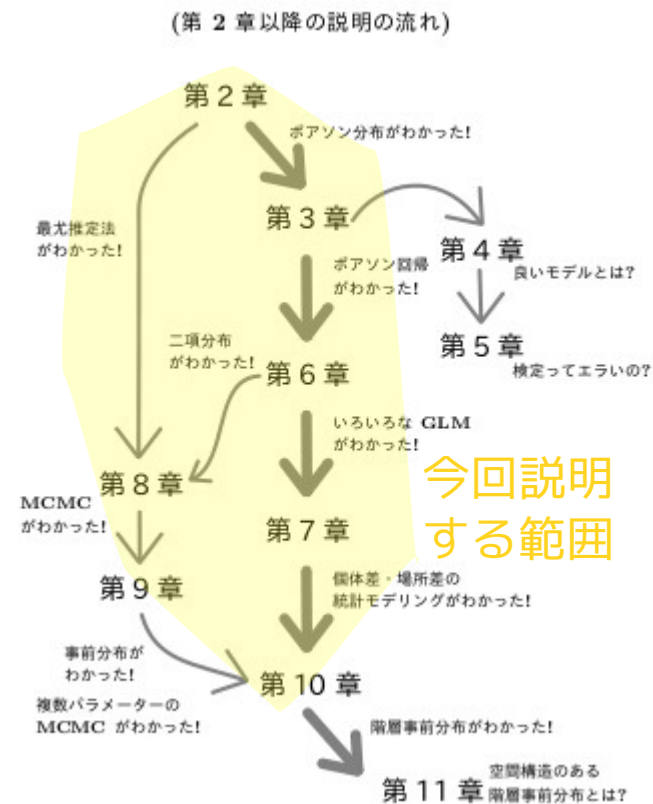 (第 2 章以降の説明の流れ)
第 2 章
ポアソン分布がわかった!
第 3 章
最尤推定法
がわかった!
第 4 章
良いモデルとは?
ポアソン回帰
がわかった!
二項分布
がわかった!
第 5 章
検定ってエラいの?
第 6 章
いろいろな GLM
がわかった!
今回説明
する範囲
第 8 章
MCMC
がわかった!
第 7 章
第 9 章
個体差・場所差の
統計モデリングがわかった!
事前分布が
わかった!
複数パラメーターの
MCMC がわかった!
第 10 章
階層事前分布がわかった!
第 11 章
空間構造のある
階層事前分布とは?